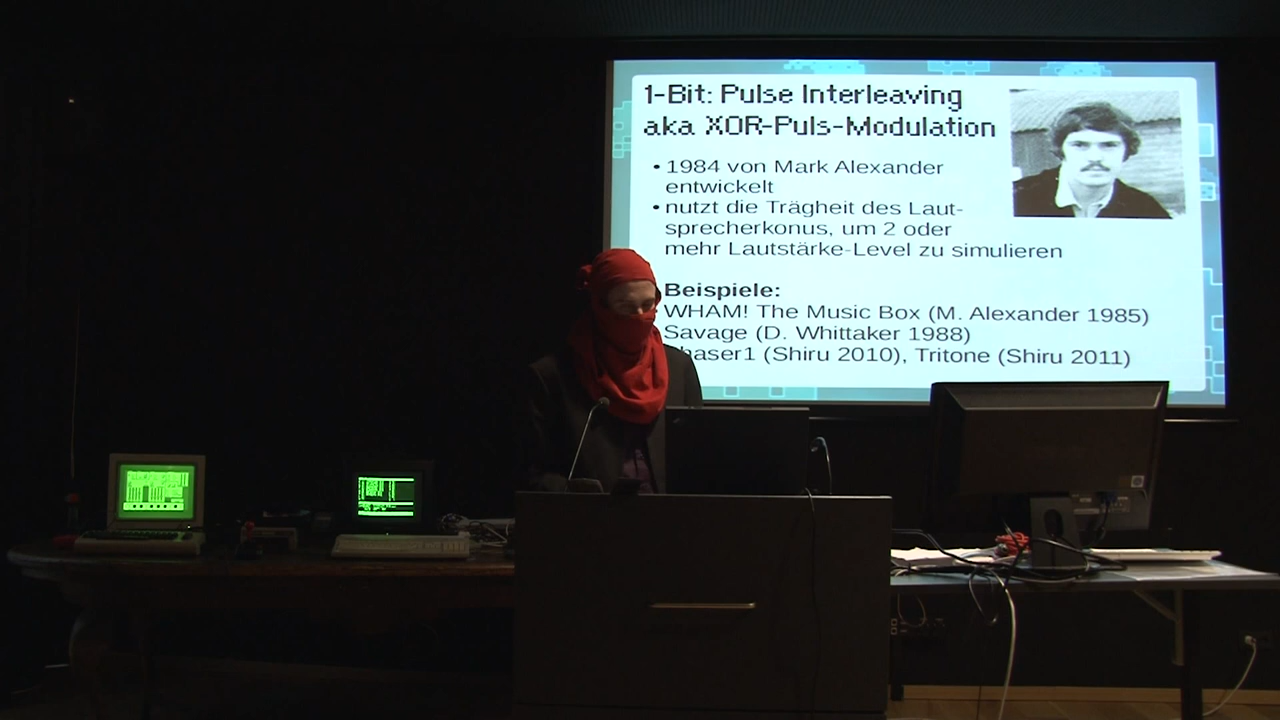 1-Bit: Pulse Interleaving
aka XOR-Puls-Modulation
• 1984 von Mark Alexander
entwickelt
• nutzt die Trägheit des Laut-
sprecherkonus, um 2 oder
mehr Lautstärke-Level zu simulieren
Beispiele:
WHAM! The Music Box (M. Alexander 1985)
Savage (D. Whittaker 1988)
haser1 (Shiru 2010), Tritone (Shiru 2011)